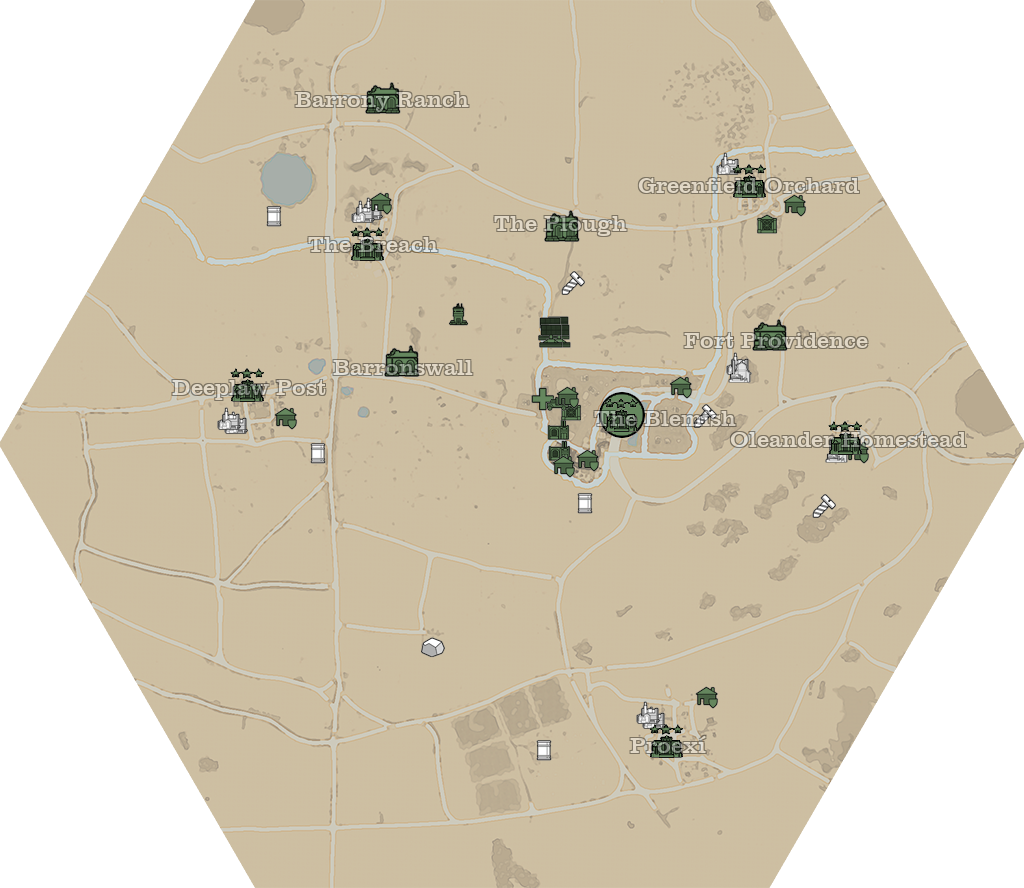 Barrony Ranch
Greenfield Orchard
The Plough
The Breach
Fort Providence
Barronswall
Deeplaw Post
The Blemish
Oleander Homestead
Proexí